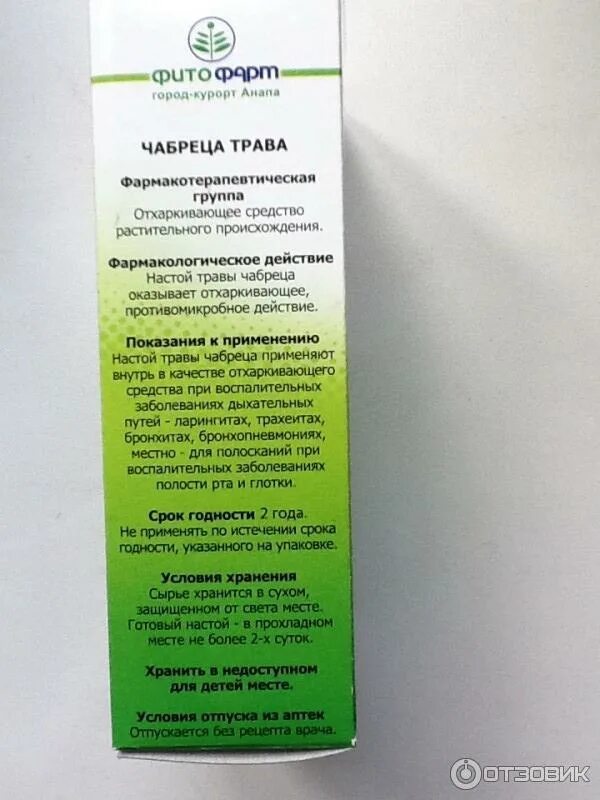 ФИТОФАРМ
город-курорт Анапа
ЧАБРЕЦА ТРАВА
Фармакотерапевтическая
группа
Отхаркивающее средство
растительного происхождения.
Фармакологическое действие
Настой травы чабреца
оказывает отхаркивающее,
противомикробное действие.
Показания к применению
Настой травы чабреца применяют
внутрь в качестве отхаркивающего
средства при воспалительных
заболеваниях дыхательных
путей - ларингитах, трахеитах,
бронхитах, бронхопневмониях,
местно - для полосканий при
воспалительных заболеваниях
полости рта и глотки.
Срок годности 2 года.
Не применять по истечении срока
годности, указанного на упаковке.
Условия хранения
Сырье хранится в сухом,
защищенном от света месте.
Готовый настой - в прохладном
месте не более 2-х суток.
Хранить в недоступном
для детей месте.
Условия отпуска из аптек
Отпускается без рецепта врача.
ОТЗОВИК